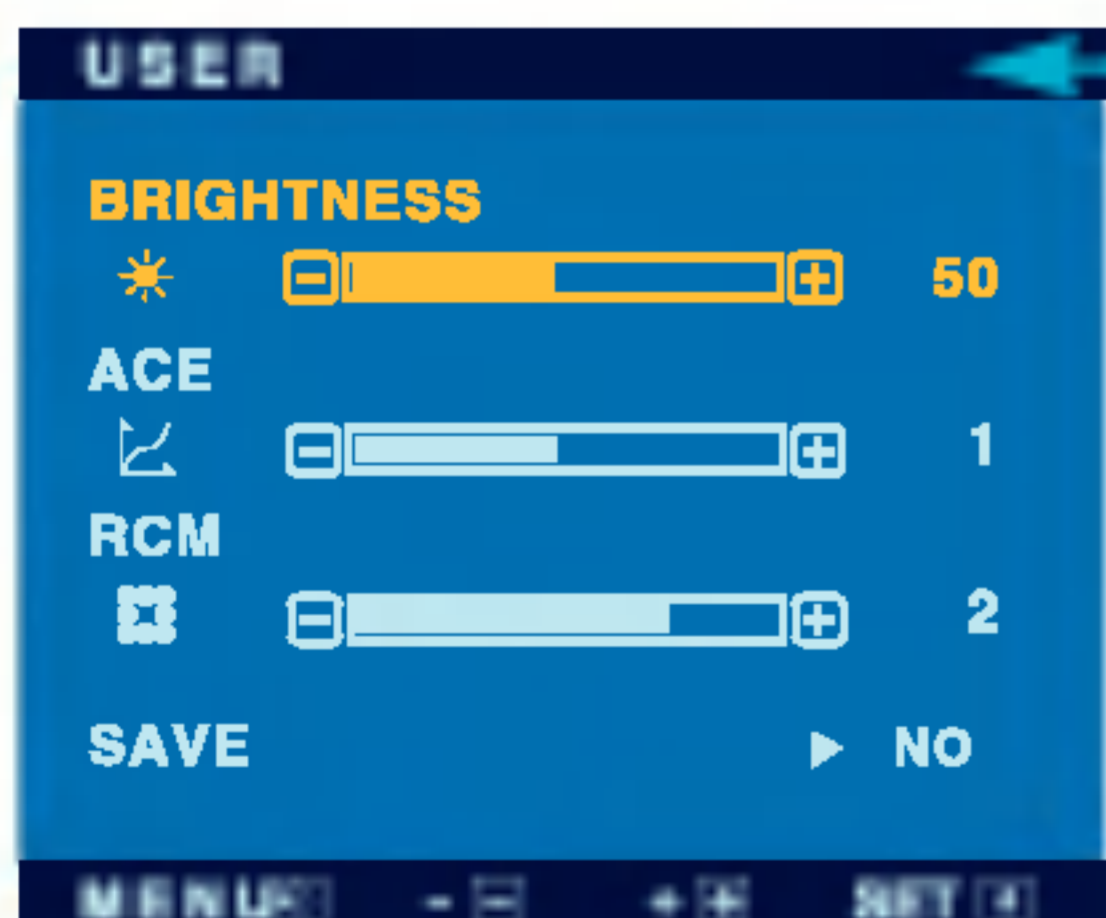 USER
BRIGHTNESS
50
ACE
1
RCM
2
SAVE ▶ NO
MENU - + SET